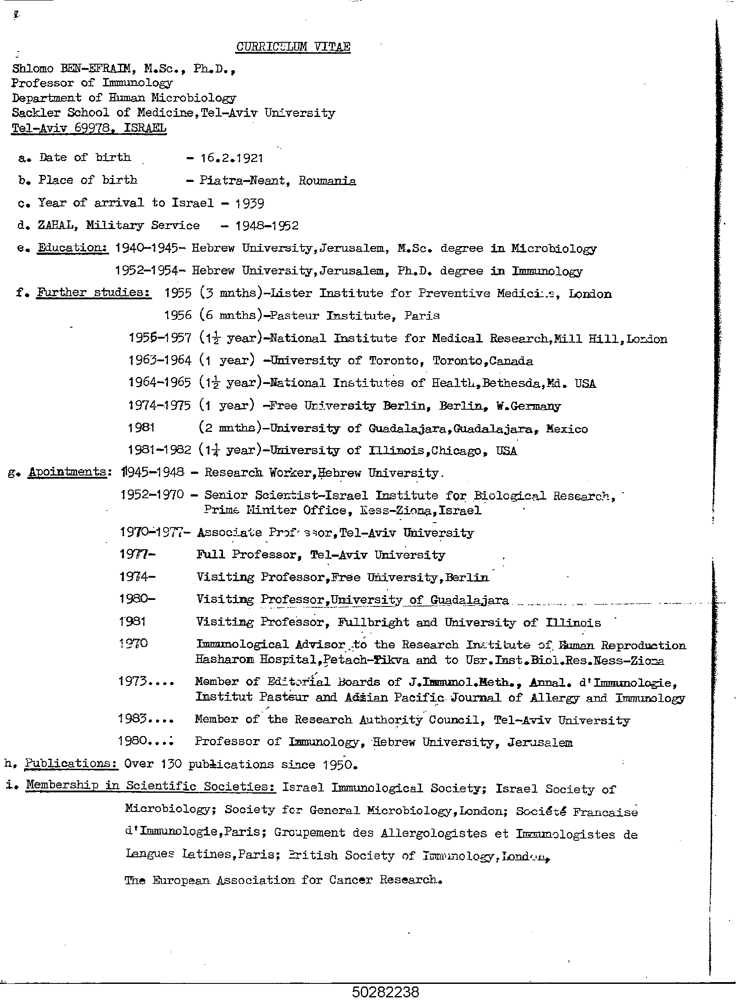 CURRICULUM VITAE
Shlomo BEN-EFRAIM, M.Sc., Ph.D.,
Professor of Immunology
Department of Human Microbiology
Sackler School of Medicine,Tel-Aviv University
Tel-Aviv 69978, ISRAEL
a. Date of birth - 16.2.1921
b. Place of birth - Piatra-Neant, Roumania
c. Year of arrival to Israel - 1939
d. ZAHAL, Military Service - 1948-1952
e. Education: 1940-1945- Hebrew University,Jerusalem, M.Sc. degree in Microbiology
1952-1954- Hebrew University,Jerusalem, Ph.D. degree in Immunology
f. Further studies: 1955 (3 mnths)-Lister Institute for Preventive Medicine, London
1956 (6 mnths)-Pasteur Institute, Paris
1956-1957 (1½ year)-National Institute for Medical Research,Mill Hill,London
1963-1964 (1 year) -University of Toronto, Toronto,Canada
1964-1965 (1½ year)-National Institutes of Health,Bethesda,Md. USA
1974-1975 (1 year) -Free University Berlin, Berlin, W.Germany
1981 (2 mnths)-University of Guadalajara,Guadalajara, Mexico
1981-1982 (1¼ year)-University of Illinois,Chicago, USA
g. Apointments: 1945-1948 - Research Worker,Hebrew University.
1952-1970 - Senior Scientist-Israel Institute for Biological Research,
Prime Miniter Office, Ness-Ziona,Israel
1970-1977- Associate Professor,Tel-Aviv University
1977- Full Professor, Tel-Aviv University
1974- Visiting Professor,Free University,Berlin
1980- Visiting Professor,University of Guadalajara
1981 Visiting Professor, Fullbright and University of Illinois
1970 Immunological Advisor to the Research Institute of Human Reproduction
Hasharom Hospital,Petach-Tikva and to Usr.Inst.Biol.Res.Ness-Ziona
1973.... Member of Editorial Boards of J.Immunol.Meth., Annal. d'Immunologie,
Institut Pasteur and Adsian Pacific Journal of Allergy and Immunology
1983.... Member of the Research Authority Council, Tel-Aviv University
1980...: Professor of Immunology, Hebrew University, Jerusalem
h. Publications: Over 130 publications since 1950.
i. Membership in Scientific Societies: Israel Immunological Society; Israel Society of
Microbiology; Society for General Microbiology,London; Société Francaise
d'Immunologie,Paris; Groupement des Allergologistes et Immunologistes de
Langues Latines,Paris; British Society of Immunology,London,
The European Association for Cancer Research.
50282238